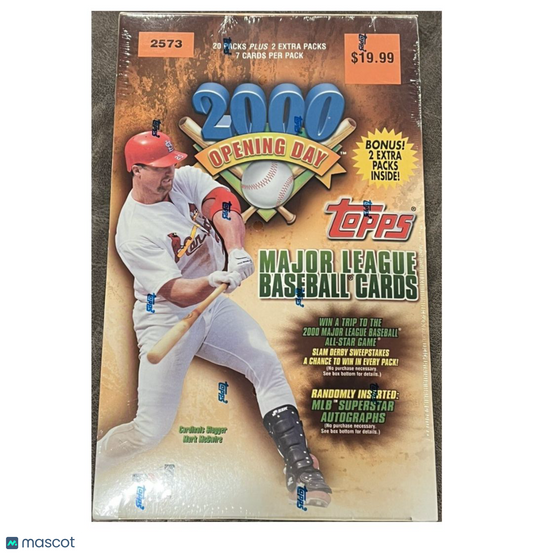 2573
20 PACKS PLUS 2 EXTRA PACKS
7 CARDS PER PACK
$19.99
2000
OPENING DAY™
BONUS!
2 EXTRA
PACKS
INSIDE!
Topps®
MAJOR LEAGUE
BASEBALL CARDS
WIN A TRIP TO THE
2000 MAJOR LEAGUE BASEBALL®
ALL-STAR GAME®
SLAM DERBY SWEEPSTAKES
A CHANCE TO WIN IN EVERY PACK!
(No purchase necessary.
See box bottom for details.)
RANDOMLY INSERTED:
MLB™ SUPERSTAR
AUTOGRAPHS
(No purchase necessary.
See box bottom for details.)
Cardinals Slugger
Mark McGwire
Cardinals
mascot